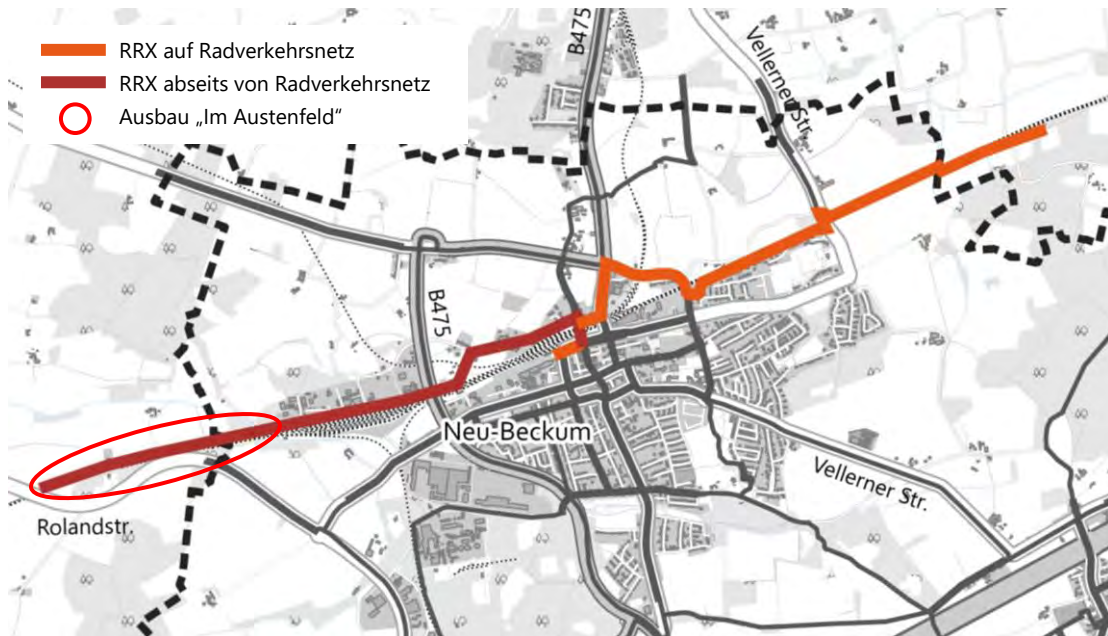 RRX auf Radverkehrsnetz
RRX abseits von Radverkehrsnetz
Ausbau „Im Austenfeld“
B475
Vellerner Str.
B475
Neu-Beckum
Vellerner Str.
Rolandstr.